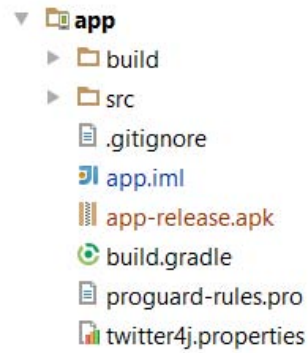 app
build
src
.gitignore
app.iml
app-release.apk
build.gradle
proguard-rules.pro
twitter4j.properties